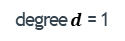 degree d = 1